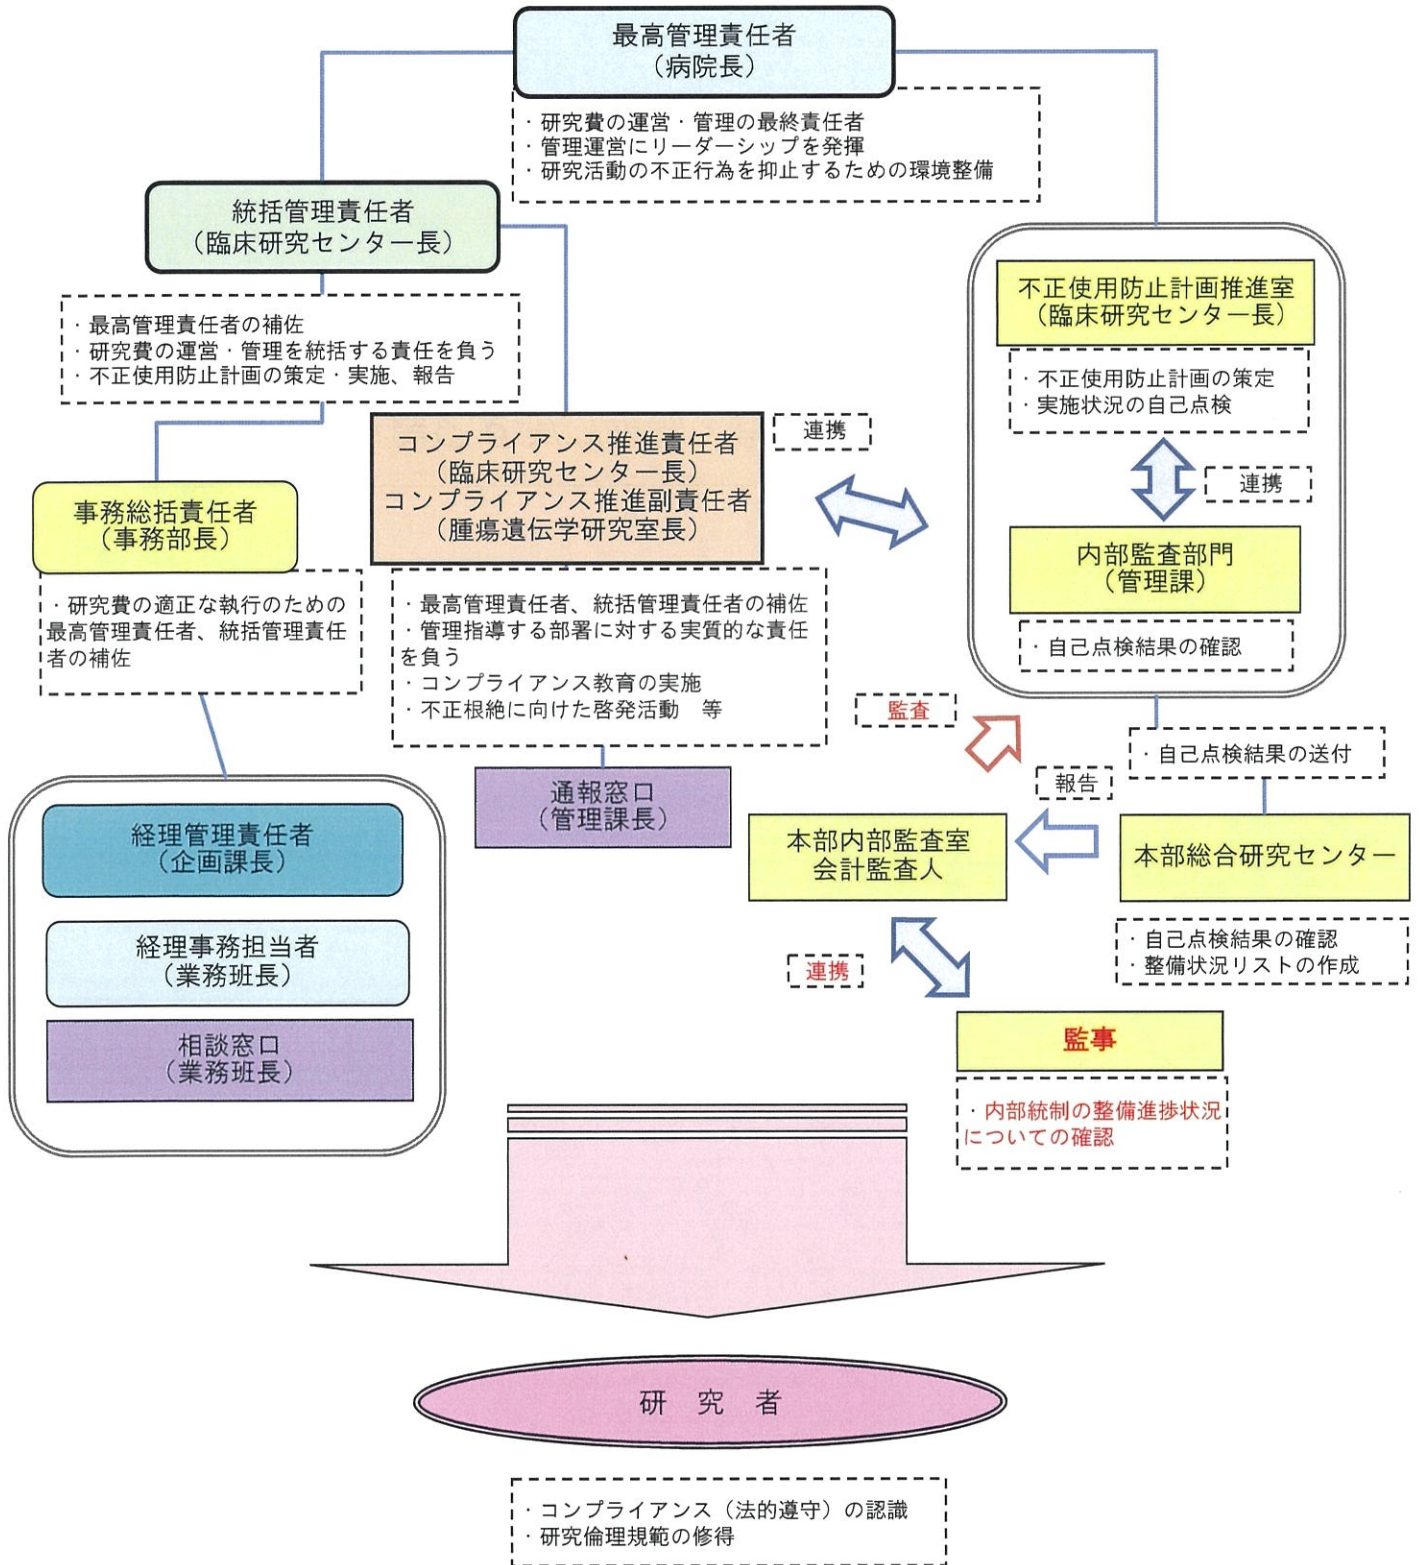 最高管理責任者
（病院長）
・研究費の運営・管理の最終責任者
・管理運営にリーダーシップを発揮
・研究活動の不正行為を抑止するための環境整備
統括管理責任者
（臨床研究センター長）
・最高管理責任者の補佐
・研究費の運営・管理を統括する責任を負う
・不正使用防止計画の策定・実施、報告
不正使用防止計画推進室
（臨床研究センター長）
・不正使用防止計画の策定
・実施状況の自己点検
連携
内部監査部門
（管理課）
・自己点検結果の確認
コンプライアンス推進責任者
（臨床研究センター長）
コンプライアンス推進副責任者
（腫瘍遺伝学研究室長）
連携
・最高管理責任者、統括管理責任者の補佐
・管理指導する部署に対する実質的な責任
を負う
・コンプライアンス教育の実施
・不正根絶に向けた啓発活動　等
事務総括責任者
（事務部長）
・研究費の適正な執行のための
最高管理責任者、統括管理責任
者の補佐
通報窓口
（管理課長）
監査
・自己点検結果の送付
報告
経理管理責任者
（企画課長）
経理事務担当者
（業務班長）
相談窓口
（業務班長）
本部内部監査室
会計監査人
本部総合研究センター
・自己点検結果の確認
・整備状況リストの作成
連携
監事
・内部統制の整備進捗状況
についての確認
研　究　者
・コンプライアンス（法的遵守）の認識
・研究倫理規範の修得